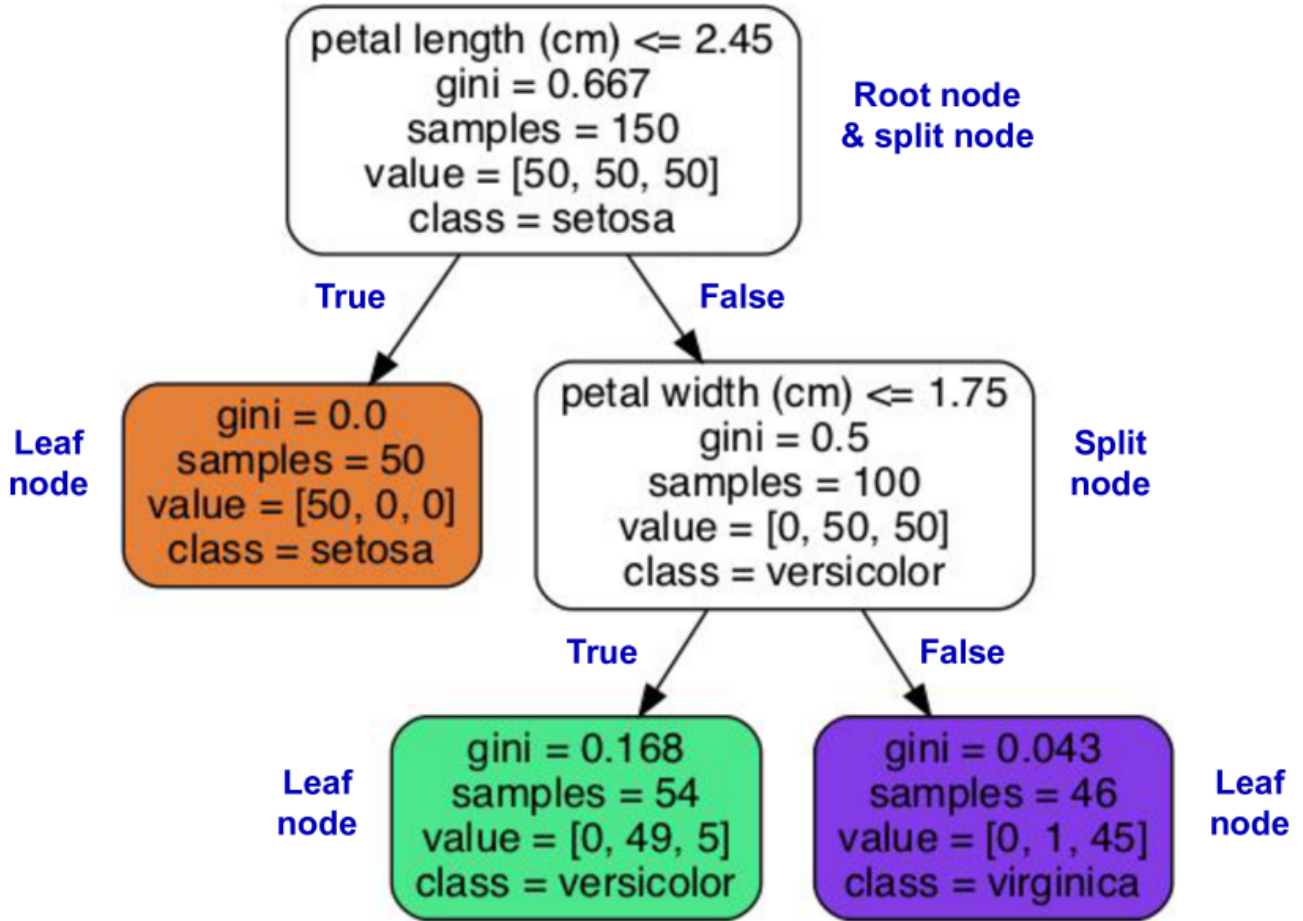 petal length (cm) <= 2.45
gini = 0.667
samples = 150
value = [50, 50, 50]
class = setosa
Root node
& split node
True
False
Leaf
node
gini = 0.0
samples = 50
value = [50, 0, 0]
class = setosa
petal width (cm) <= 1.75
gini = 0.5
samples = 100
value = [0, 50, 50]
class = versicolor
Split
node
True
False
Leaf
node
gini = 0.168
samples = 54
value = [0, 49, 5]
class = versicolor
gini = 0.043
samples = 46
value = [0, 1, 45]
class = virginica
Leaf
node